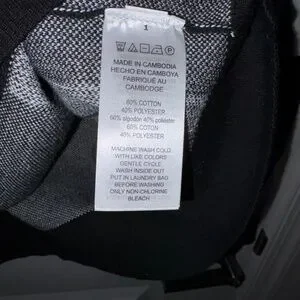 1
MADE IN CAMBODIA
HECHO EN CAMBOYA
FABRIQUÉ AU
CAMBODGE
60% COTTON
40% POLYESTER
60% algodón 40% poliéster
60% COTON
40% POLYESTER
MACHINE WASH COLD
WITH LIKE COLORS
GENTLE CYCLE
WASH INSIDE OUT
PUT IN LAUNDRY BAG
BEFORE WASHING
ONLY NON-CHLORINE
BLEACH